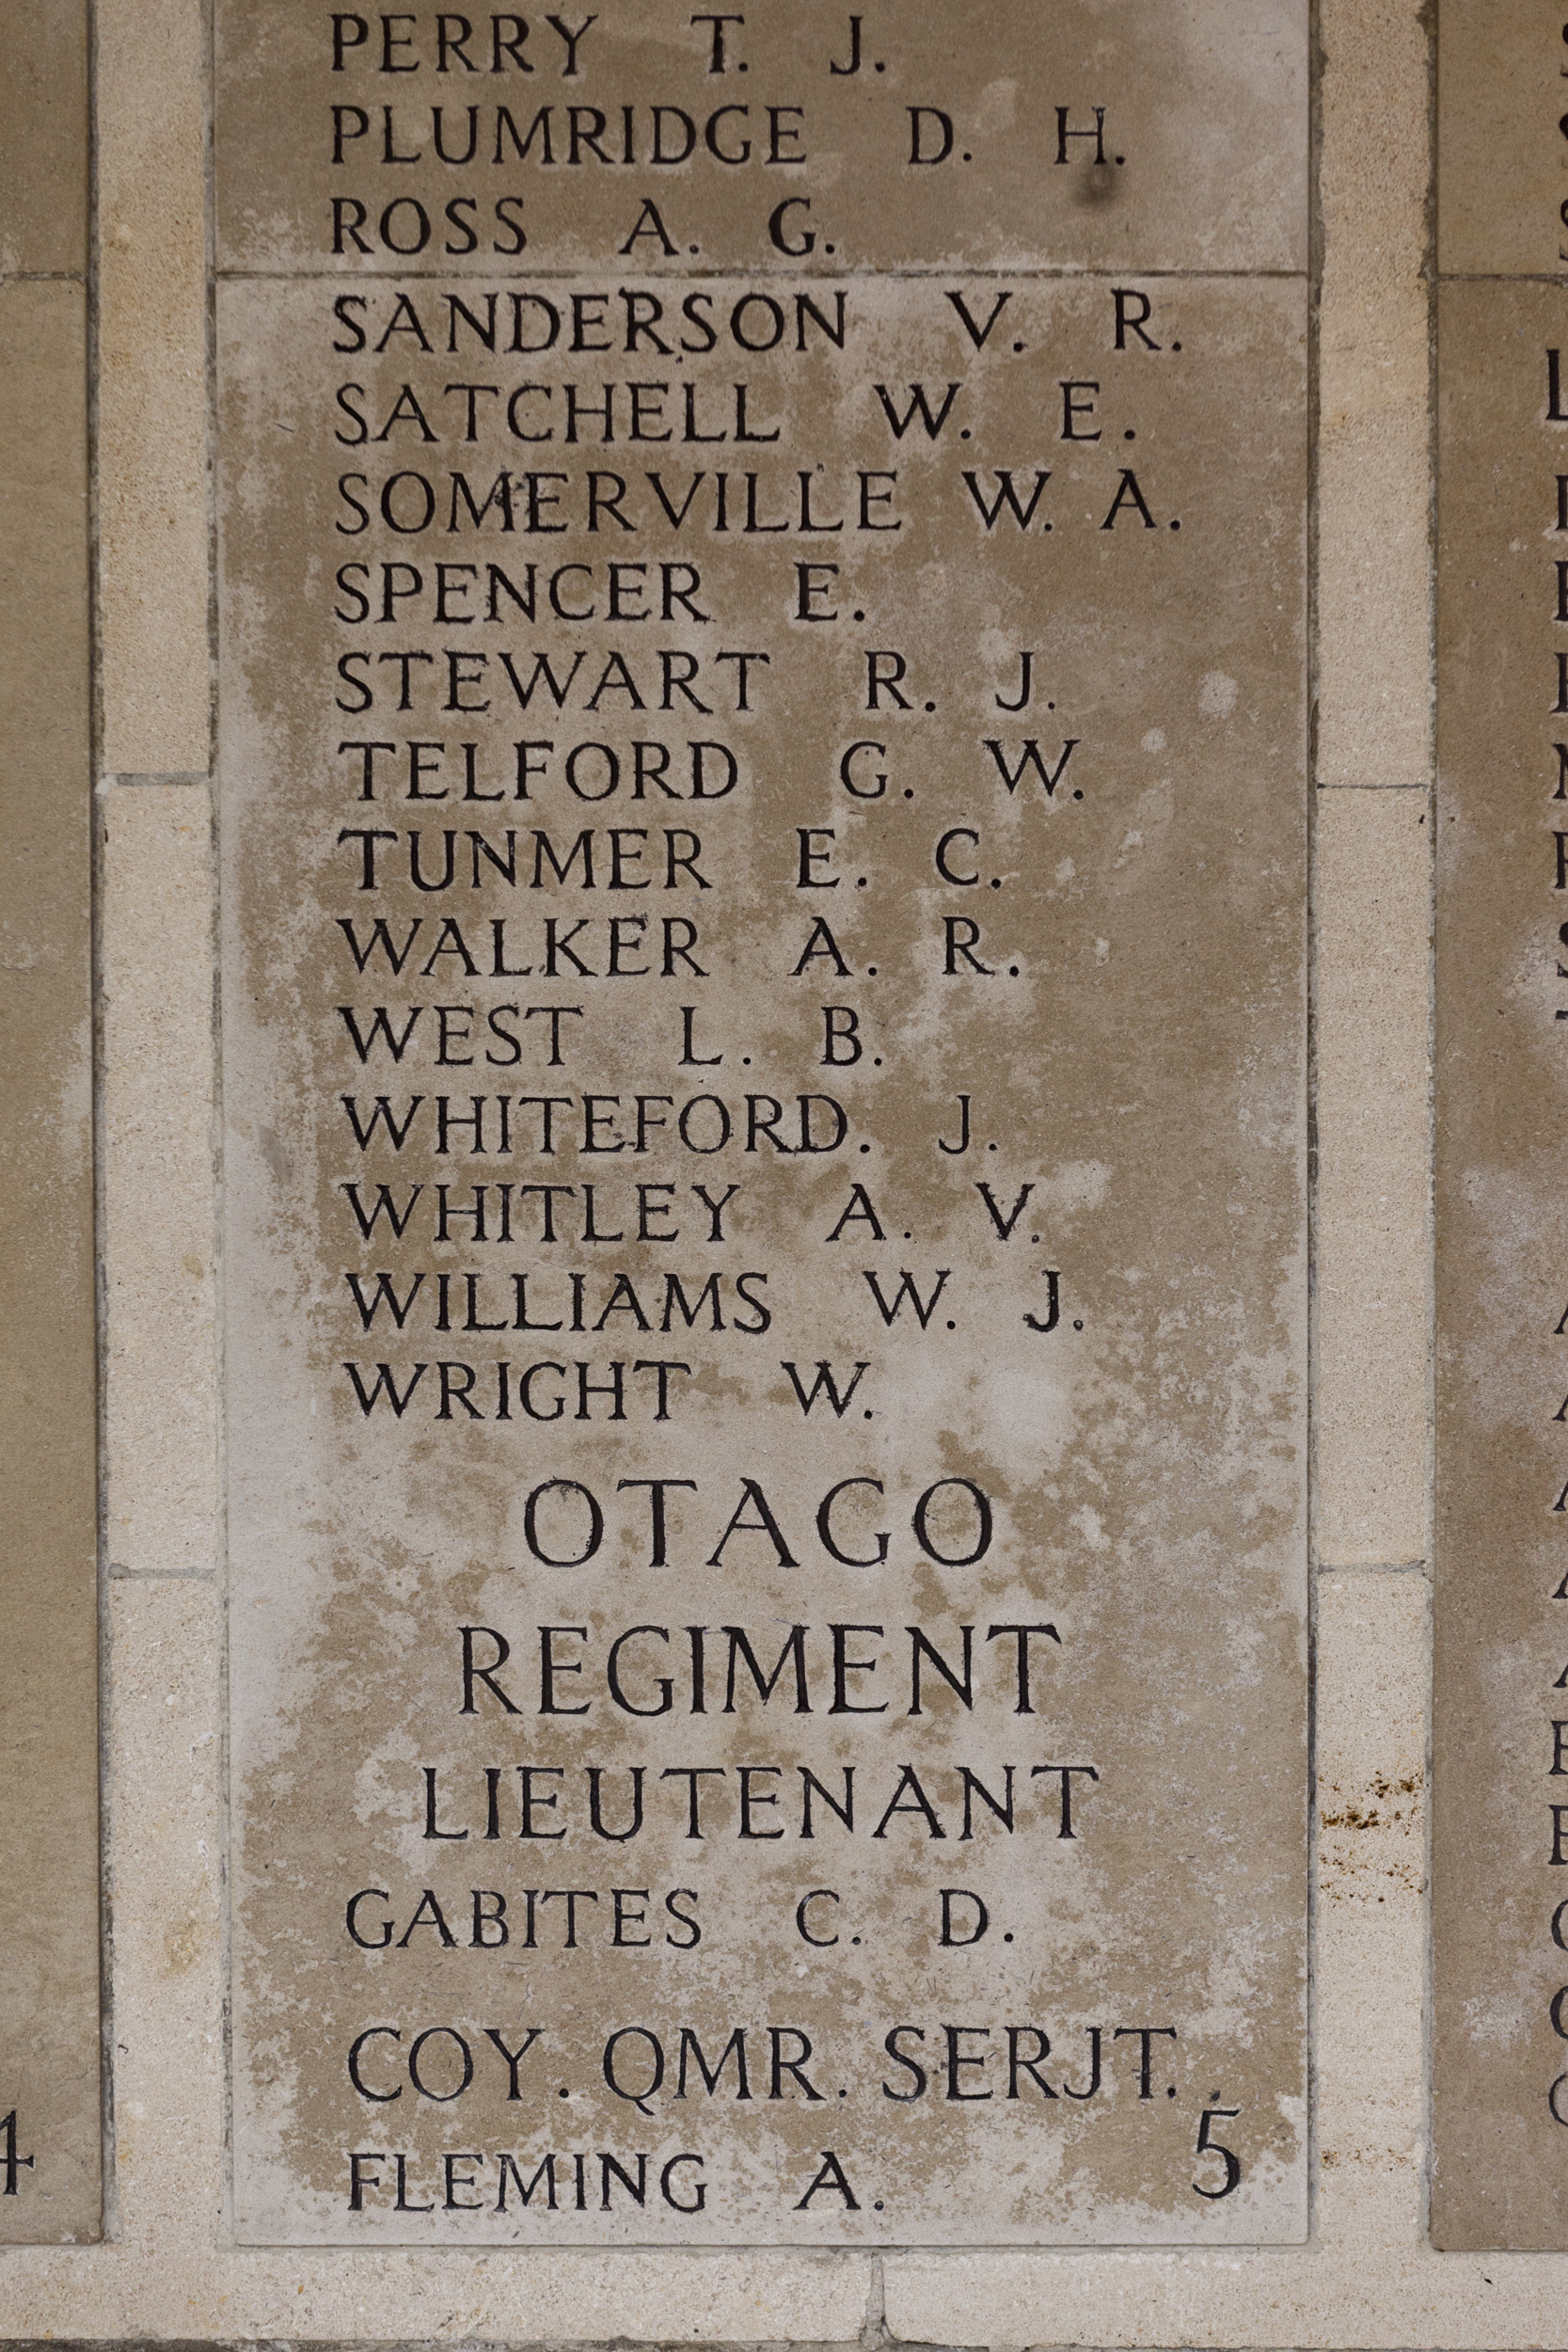 PERRY T. J.
PLUMRIDGE D. H.
ROSS A. G.
SANDERSON V. R.
SATCHELL W. E.
SOMERVILLE W. A.
SPENCER E.
STEWART R. J.
TELFORD G. W.
TUNMER E. C.
WALKER A. R.
WEST L. B.
WHITEFORD. J.
WHITLEY A. V.
WILLIAMS W. J.
WRIGHT W.
OTAGO
REGIMENT
LIEUTENANT
GABITES C. D.
COY. QMR. SERJT.
FLEMING A.
5
4